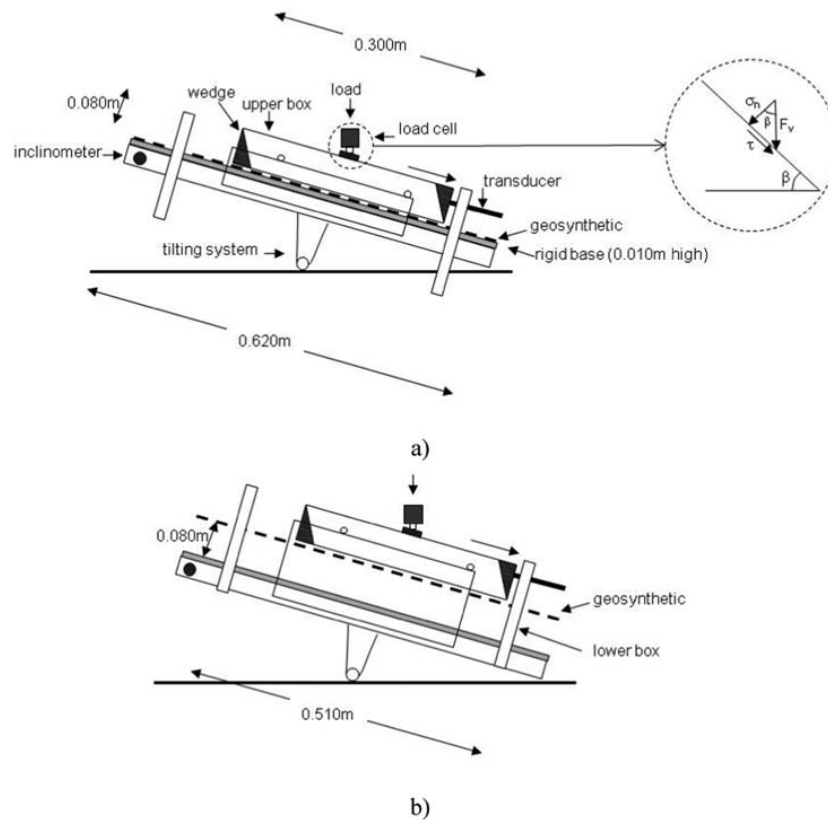 0.300m
0.080m
wedge
upper box
load
load cell
inclinometer
transducer
geosynthetic
rigid base (0.010m high)
tilting system
0.620m
σn
β
Fv
τ
β
a)
0.080m
geosynthetic
lower box
0.510m
b)